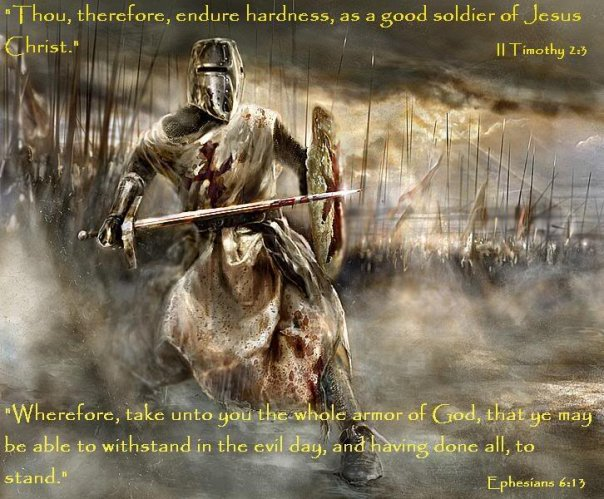 "Thou, therefore, endure hardness, as a good soldier of Jesus
Christ."
II Timothy 2:3
"Wherefore, take unto you the whole armor of God, that ye may
be able to withstand in the evil day, and having done all, to
stand."
Ephesians 6:13